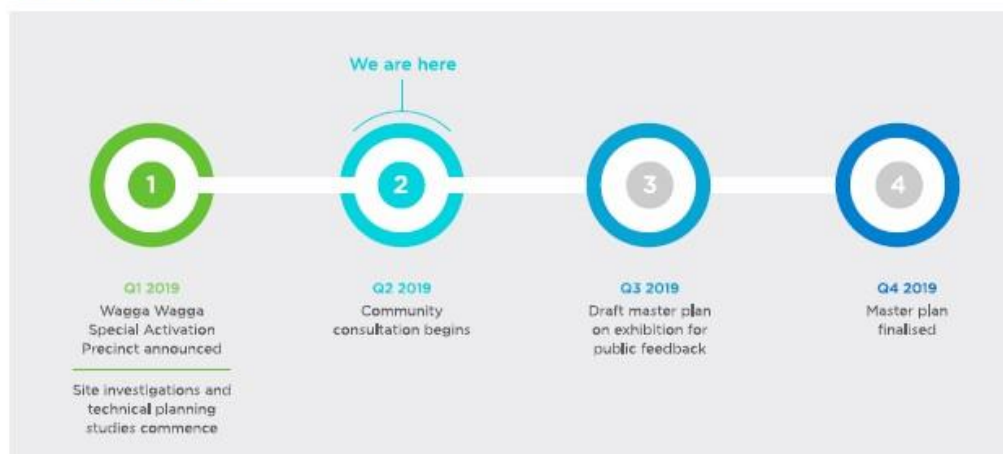 We are here
1
2
3
4
Q1 2019
Wagga Wagga
Special Activation
Precinct announced
Site investigations and
technical planning
studies commence
Q2 2019
Community
consultation begins
Q3 2019
Draft master plan
on exhibition for
public feedback
Q4 2019
Master plan
finalised